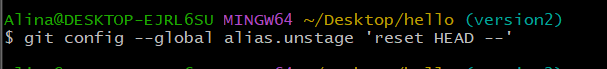 Alina@DESKTOP-EJRL6SU MINGW64 ~/Desktop/hello (version2)
$ git config --global alias.unstage 'reset HEAD --'